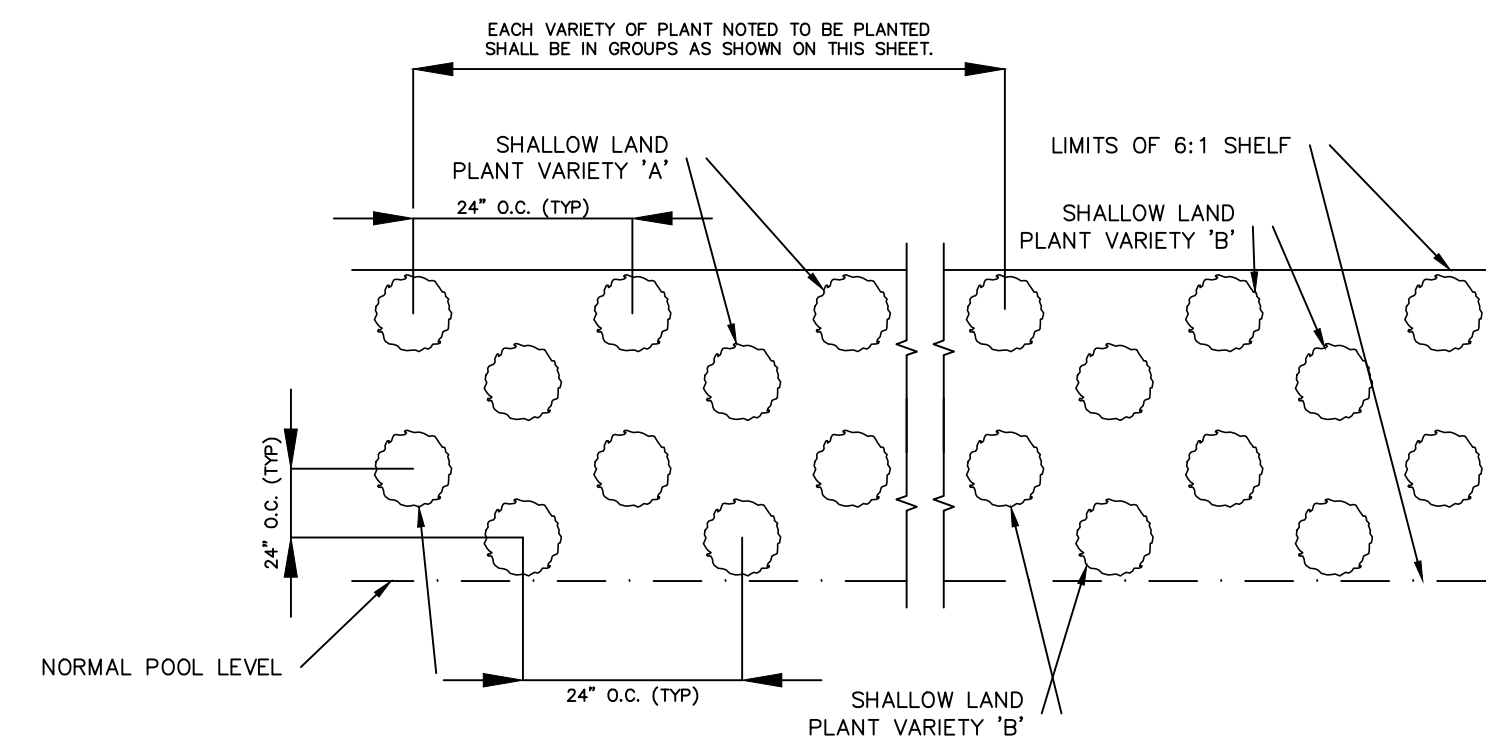 EACH VARIETY OF PLANT NOTED TO BE PLANTED
SHALL BE IN GROUPS AS SHOWN ON THIS SHEET.
SHALLOW LAND
PLANT VARIETY 'A'
LIMITS OF 6:1 SHELF
24" O.C. (TYP)
SHALLOW LAND
PLANT VARIETY 'B'
24" O.C. (TYP)
NORMAL POOL LEVEL
24" O.C. (TYP)
SHALLOW LAND
PLANT VARIETY 'B'